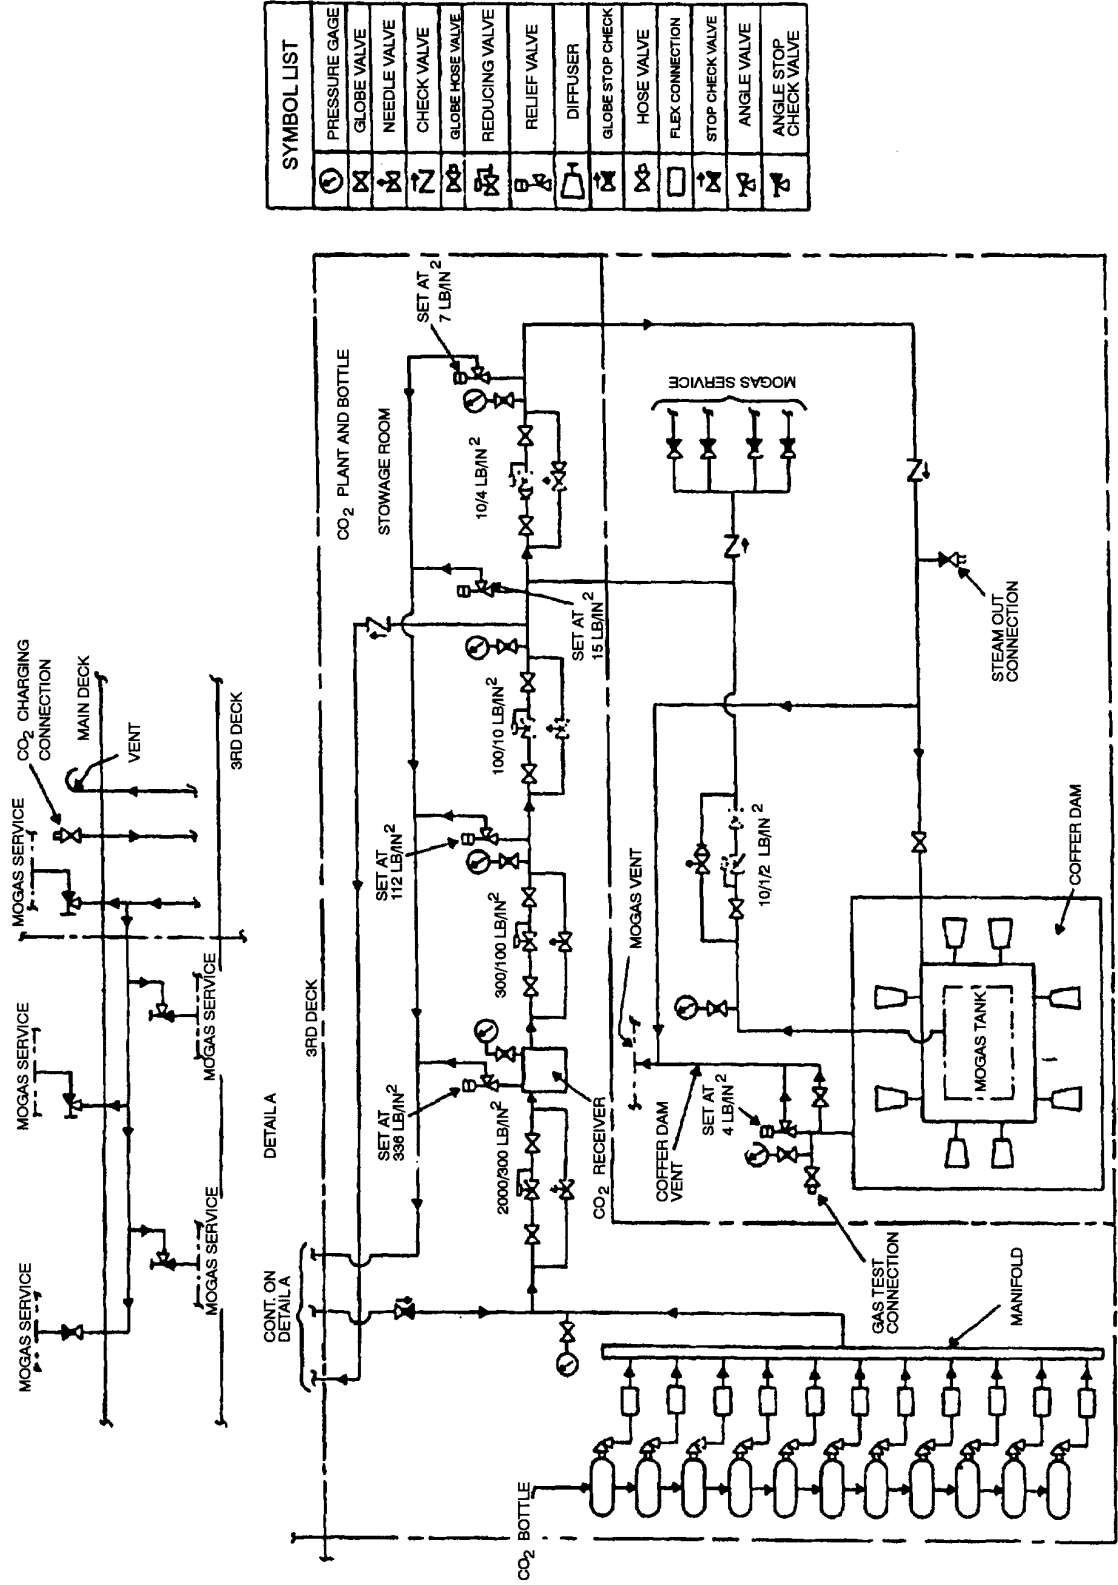 SYMBOL LIST
PRESSURE GAGE
GLOBE VALVE
NEEDLE VALVE
CHECK VALVE
GLOBE HOSE VALVE
REDUCING VALVE
RELIEF VALVE
DIFFUSER
GLOBE STOP CHECK
HOSE VALVE
FLEX CONNECTION
STOP CHECK VALVE
ANGLE VALVE
ANGLE STOP
CHECK VALVE
MOGAS SERVICE
MOGAS SERVICE
MOGAS SERVICE
MOGAS SERVICE
MOGAS SERVICE
CO2 CHARGING
CONNECTION
MAIN DECK
VENT
3RD DECK
DETAIL A
3RD DECK
CONT. ON
DETAIL A
CO2 PLANT AND BOTTLE
STOWAGE ROOM
SET AT
336 LB/IN2
SET AT
112 LB/IN2
SET AT
15 LB/IN2
SET AT
7 LB/IN2
2000/300 LB/IN2
300/100 LB/IN2
100/10 LB/IN2
10/4 LB/IN2
CO2 RECEIVER
MOGAS VENT
COFFER DAM
VENT
SET AT
4 LB/IN2
10/1/2 LB/IN2
MOGAS SERVICE
STEAM OUT
CONNECTION
COFFER DAM
MOGAS TANK
GAS TEST
CONNECTION
MANIFOLD
CO2 BOTTLE